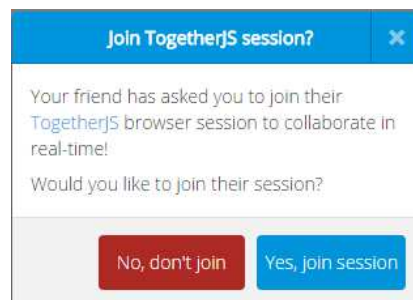 Join TogetherJS session?
Your friend has asked you to join their
TogetherJS browser session to collaborate in
real-time!
Would you like to join their session?
No, don't join
Yes, join session